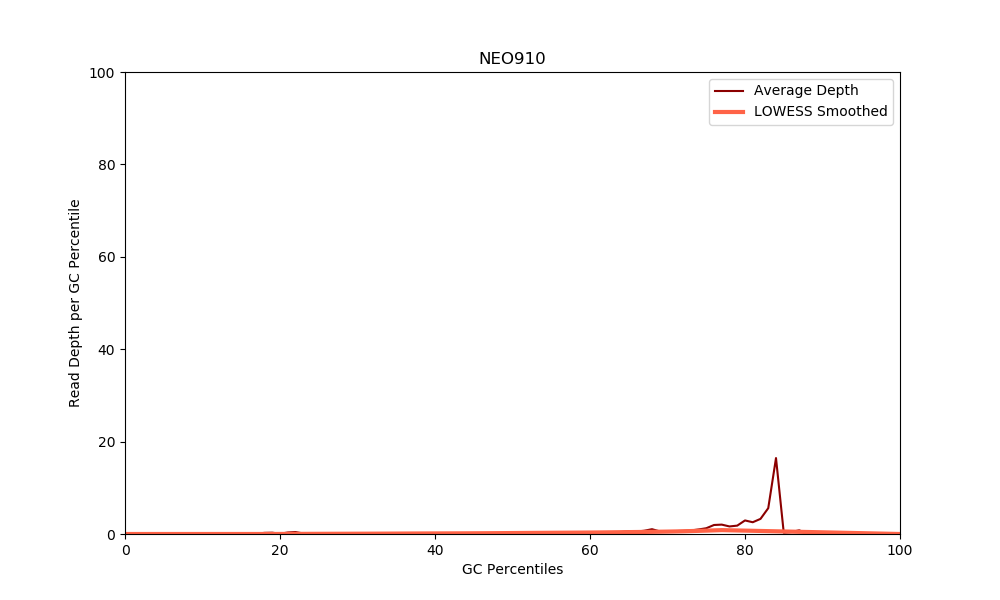 NEO910
Average Depth
LOWESS Smoothed
Read Depth per GC Percentile
100
80
60
40
20
0
0 20 40 60 80 100
GC Percentiles